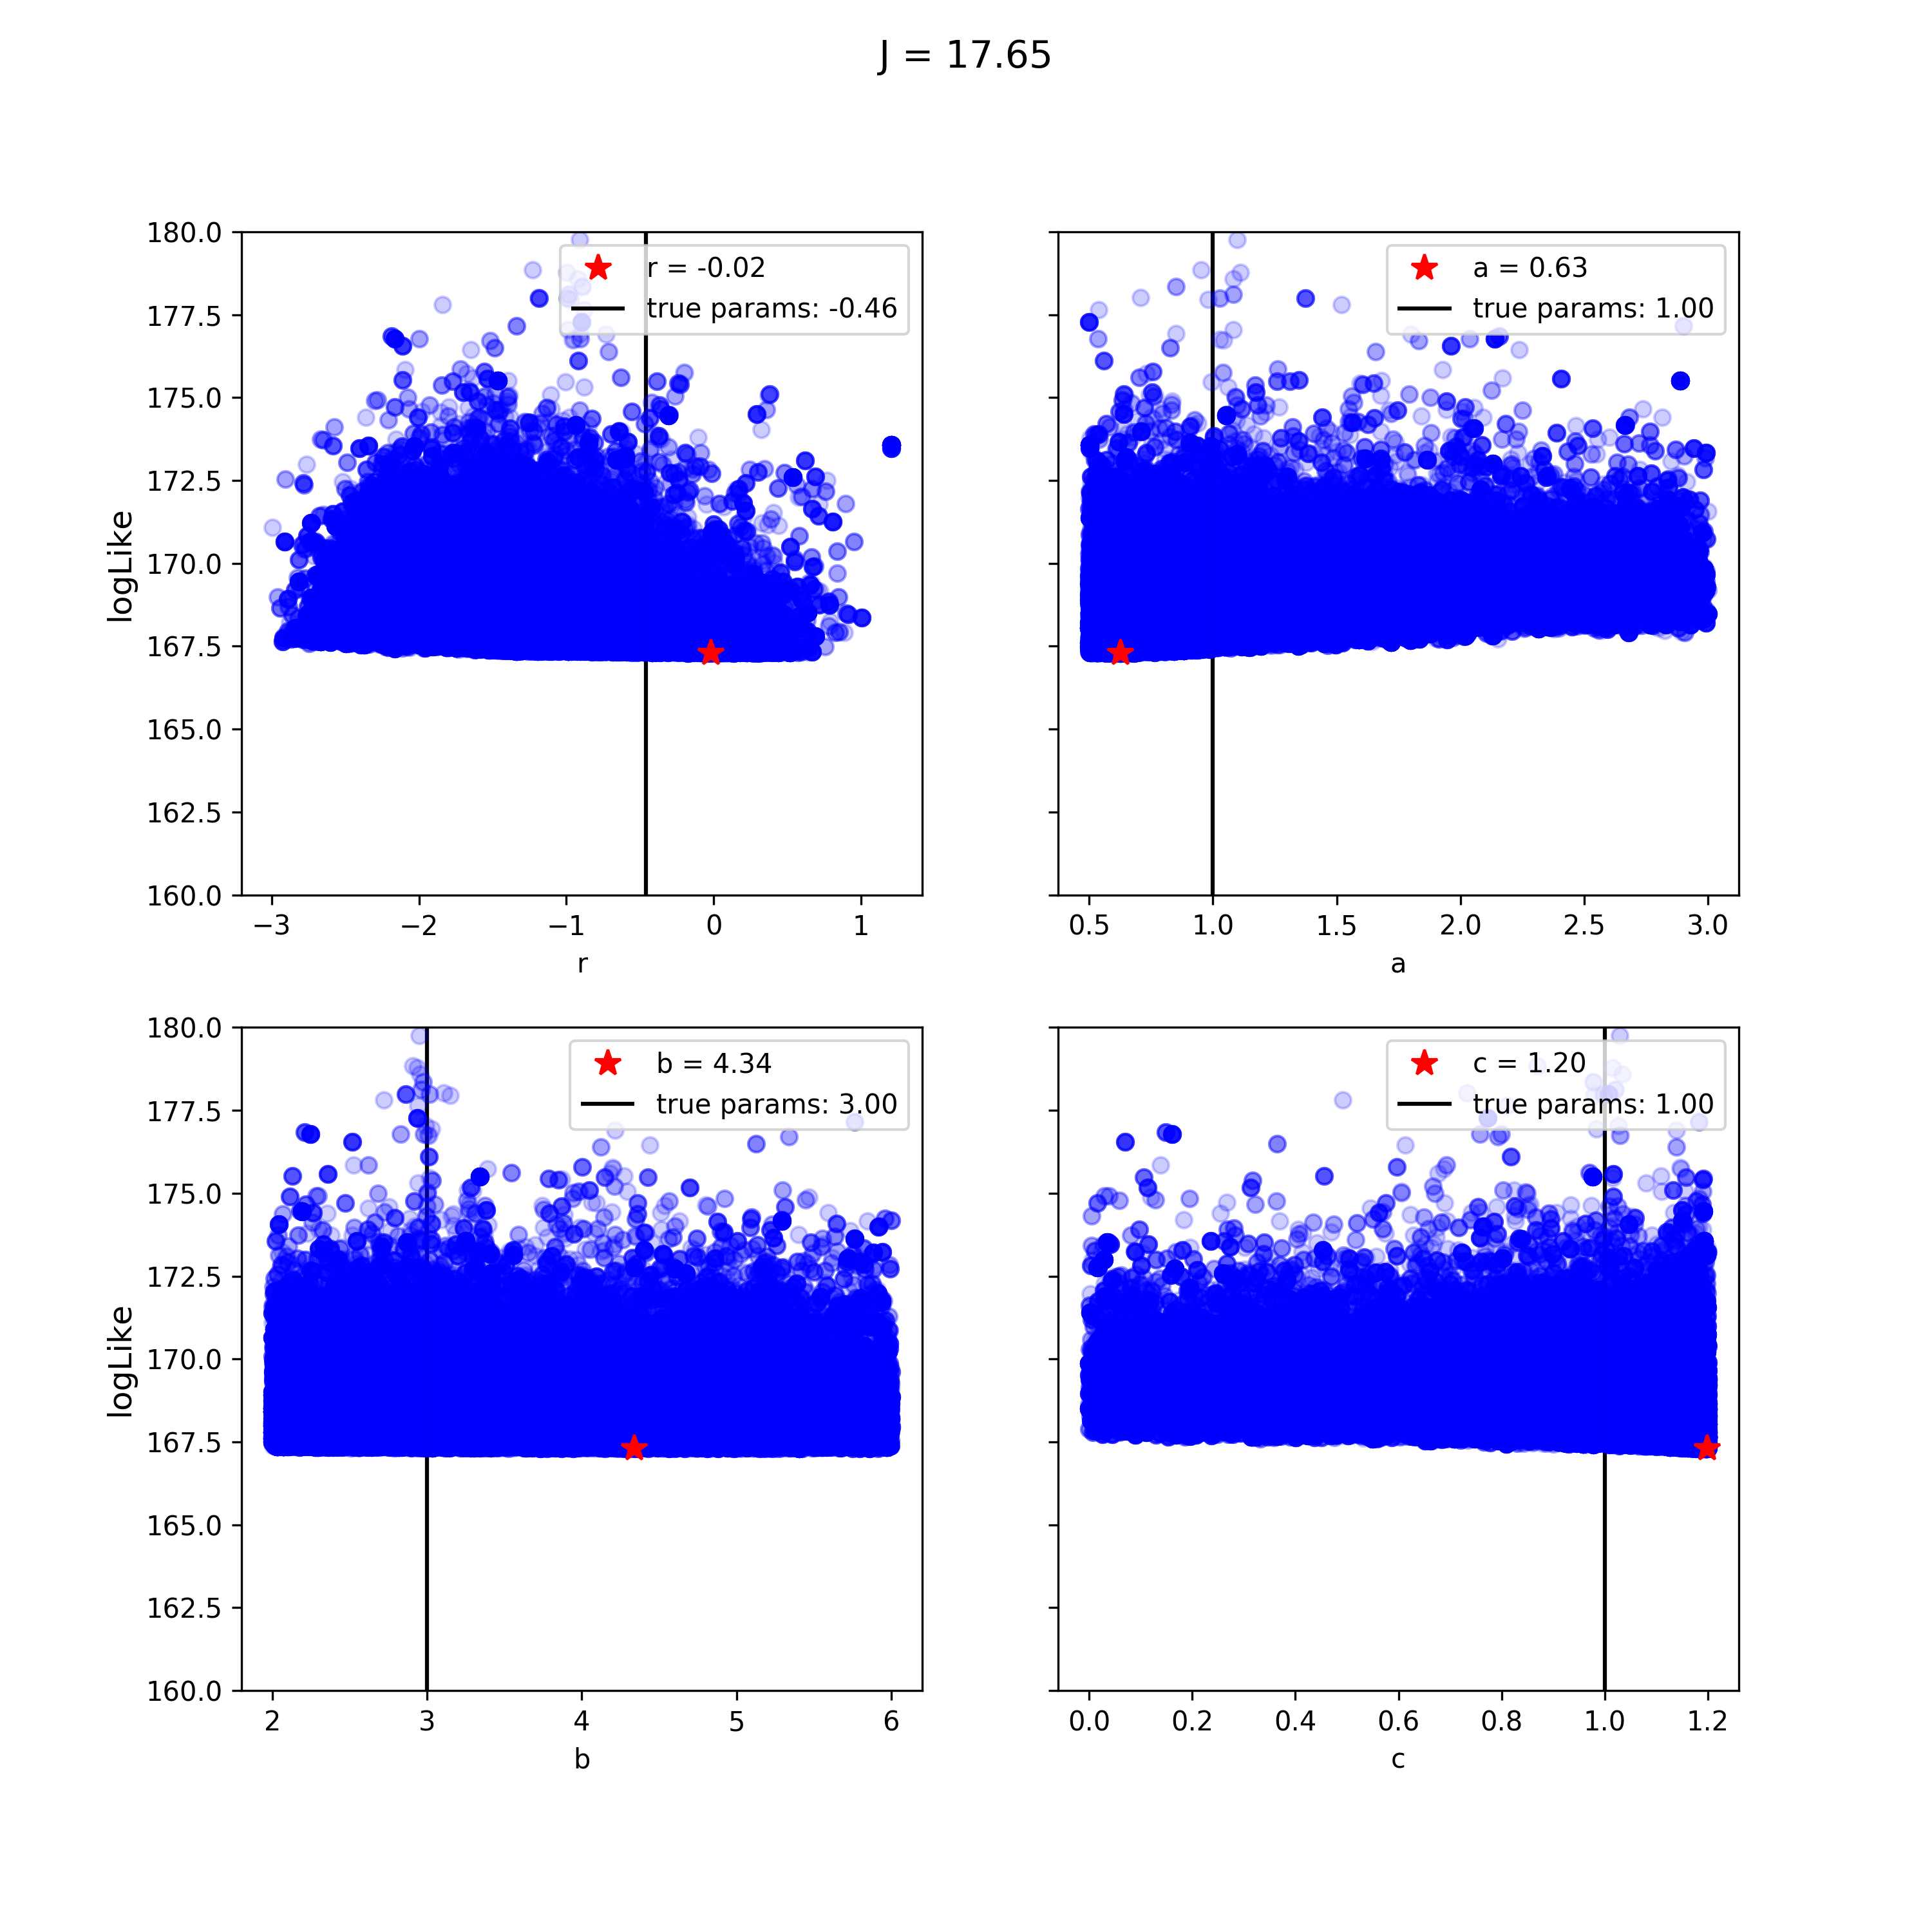 J = 17.65
180.0
177.5
175.0
172.5
170.0
167.5
165.0
162.5
160.0
logLike
r = -0.02
true params: -0.46
−3 −2 −1 0 1
r
a = 0.63
true params: 1.00
0.5 1.0 1.5 2.0 2.5 3.0
a
180.0
177.5
175.0
172.5
170.0
167.5
165.0
162.5
160.0
logLike
b = 4.34
true params: 3.00
2 3 4 5 6
b
c = 1.20
true params: 1.00
0.0 0.2 0.4 0.6 0.8 1.0 1.2
c